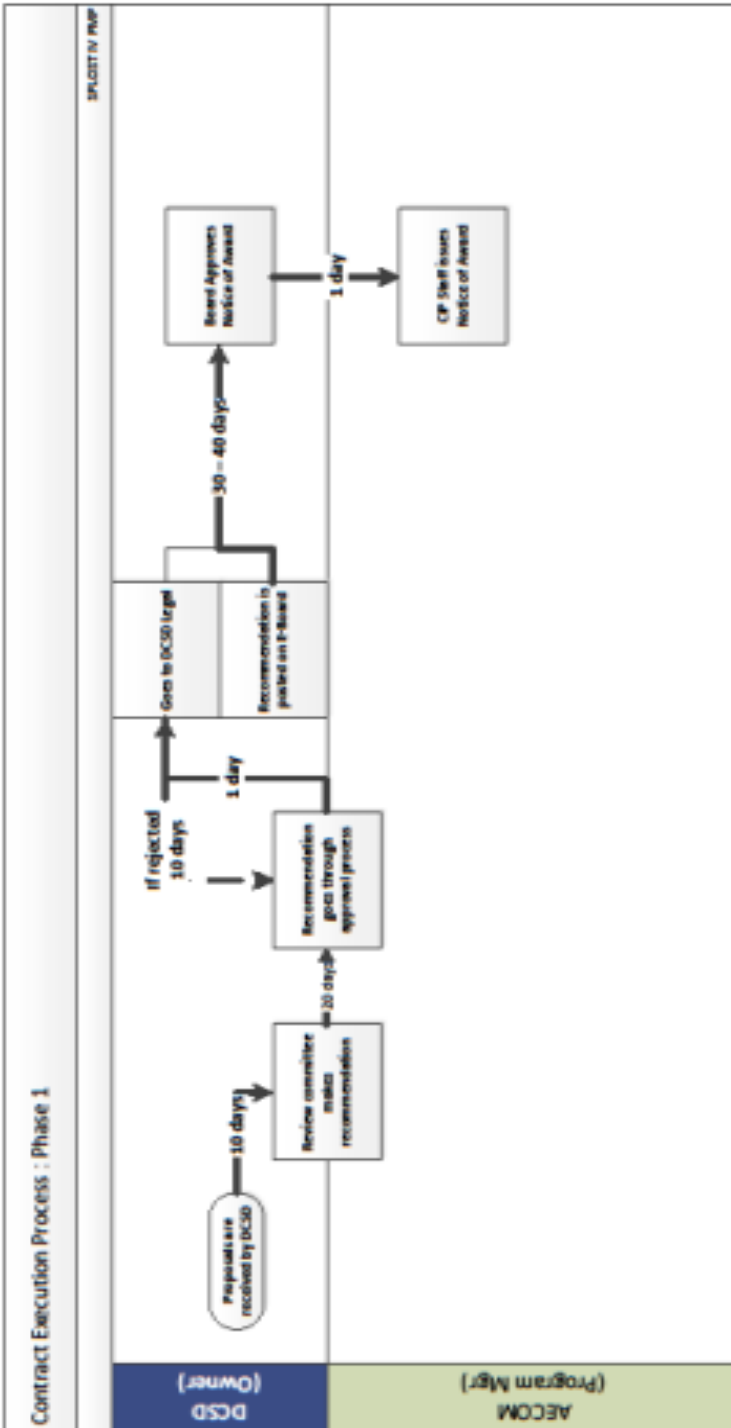 Contract Execution Process : Phase 1
SPLOST IV PMP
DCSD
(Owner)
AECOM
(Program Mgr)
Proposals are
received by DCSD
10 days
Review committee
makes
recommendation
20 days
Recommendation
goes through
approval process
If rejected
10 days
1 day
Goes to DCSD Legal
Recommendation is
posted on E-Board
30 – 40 days
Board Approves
Notice of Award
1 day
CIP Staff issues
Notice of Award